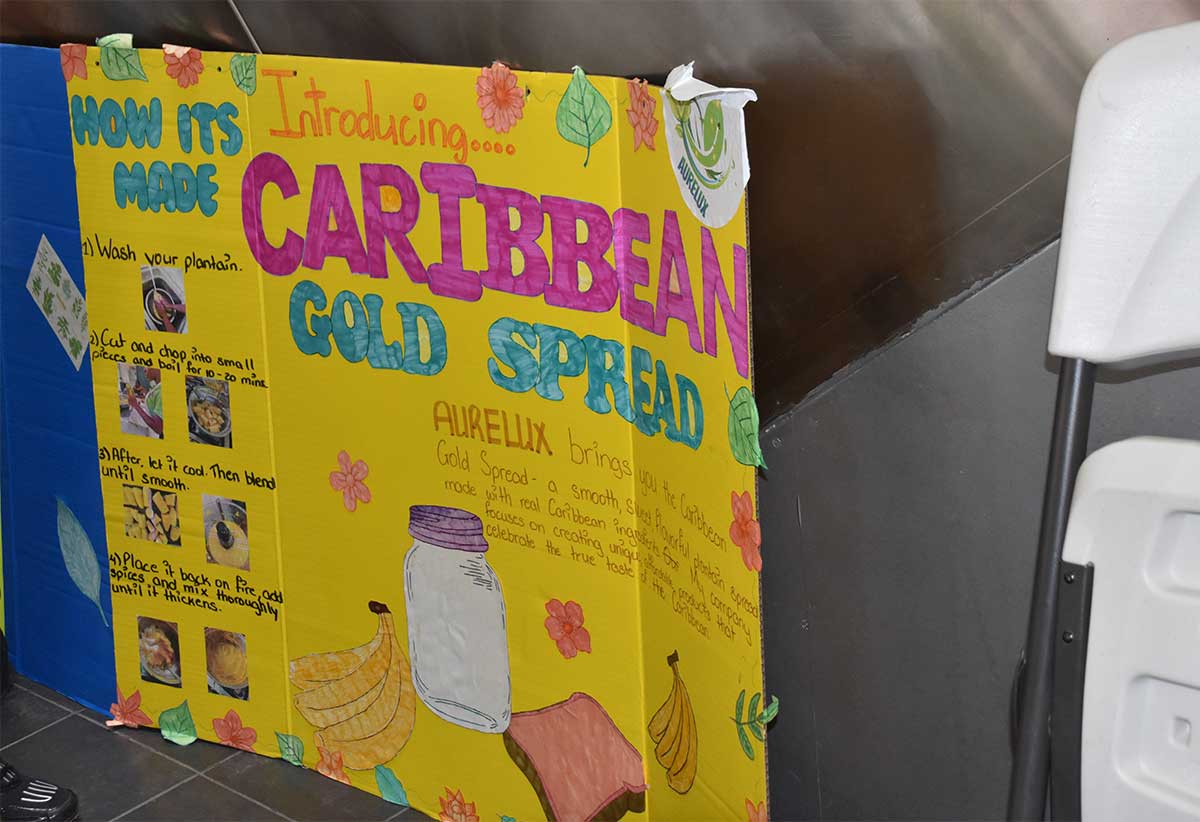 HOW ITS
MADE
1) Wash your plantain.
2) Cut and chop into small
pieces and boil for 10-20 mins.
3) After, let it cool. Then blend
until smooth.
4) Place it back on fire, add
spices and mix thoroughly
until it thickens.
Introducing....
CARIBBEAN
GOLD SPREAD
AURELUX brings you the Caribbean
Gold Spread - a smooth, sweet flavorful plantain spread
made with real Caribbean ingredients. My company
focuses on creating unique, affordable products that
celebrate the true taste of the Caribbean.
AURELUX